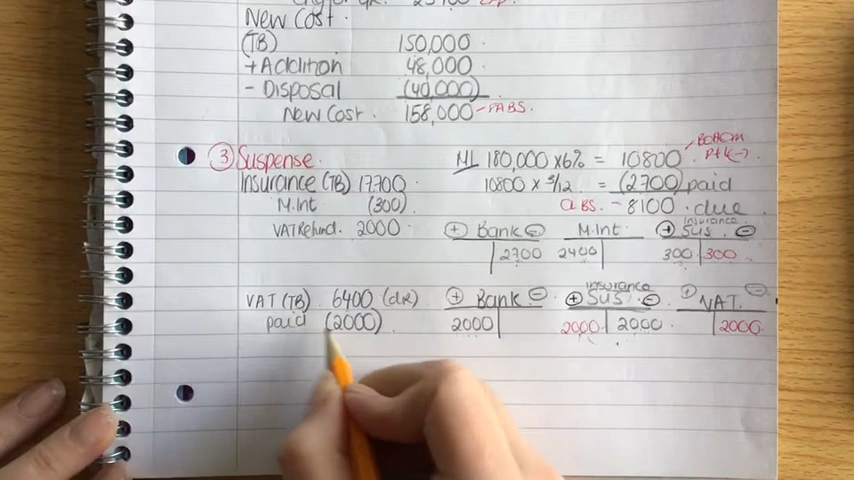 New Cost.
(TB) 150,000
+ Addition 48,000
- Disposal (40,000)
New Cost. 158,000 - PABS.
③ Suspense.
Insurance (TB) 17700
M.Int (300)
VAT Refund. 2000
ML 180,000 x 6% = 10800
10800 x 3/12 = (2700) paid
CLBS. - 8100 . due
Bottom
⊕ Bank ⊖ M.Int insurance ⊕ SUS. ⊖
2700 2400 300 300
VAT (TB) . 6400 (dr)
paid (2000)
⊕ Bank ⊖ insurance ⊕ SUS. ⊖ ⊕ VAT. ⊖
2000 2000 2000 2000